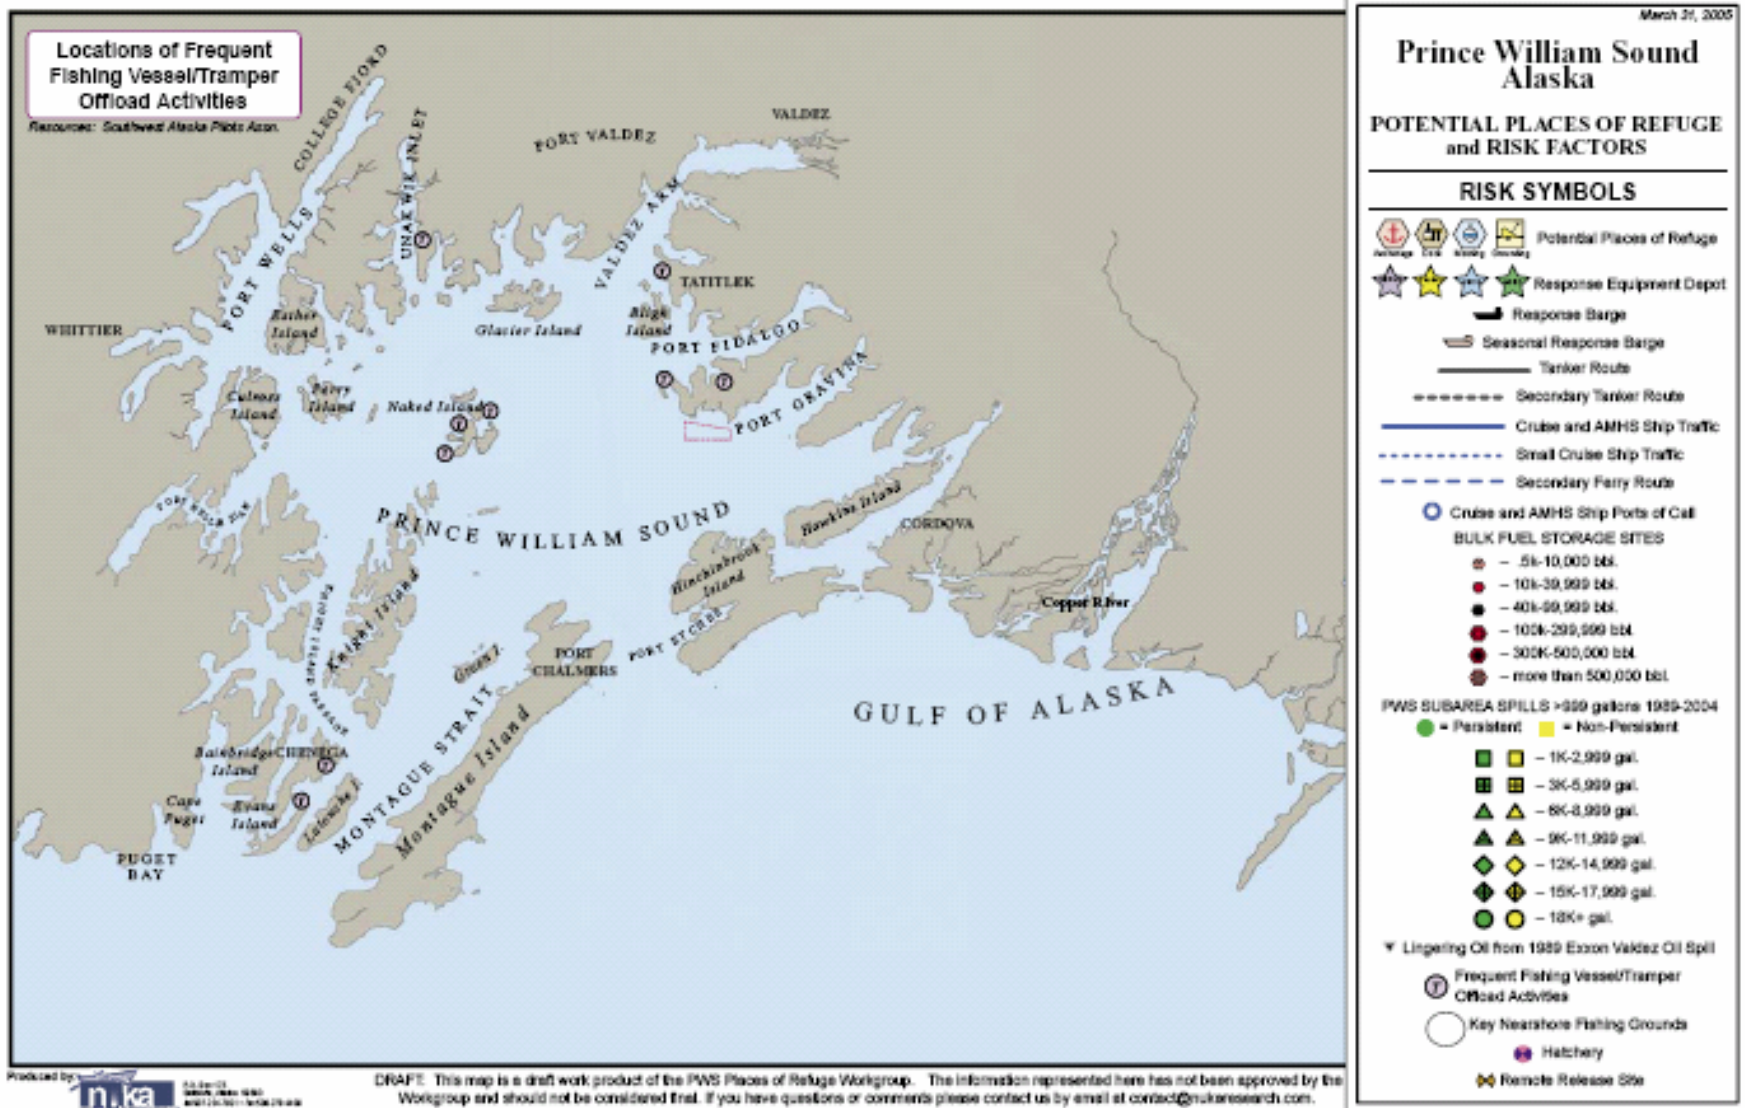 Locations of Frequent
Fishing Vessel/Tramper
Offload Activities
Resources: Southwest Alaska Pilots Assn.
COLLEGE FIORD
UNAKWIK INLET
PORT VALDEZ
VALDEZ
PORT WELLS
VALDEZ ARM
TATITLEK
WHITTIER
Esther
Island
Glacier Island
Bligh
Island
PORT FIDALGO
Culross
Island
Perry
Island
Naked Island
PORT GRAVINA
PRINCE WILLIAM SOUND
Hawkins Island
CORDOVA
Hinchinbrook
Island
Copper River
Knight Island
PORT ETCHES
Green I.
PORT
CHALMERS
GULF OF ALASKA
MONTAGUE STRAIT
Montague Island
Bainbridge
Island
CHENEGA
Cape
Puget
Evans
Island
Latouche I.
PUGET
BAY
March 31, 2005
Prince William Sound
Alaska
POTENTIAL PLACES OF REFUGE
and RISK FACTORS
RISK SYMBOLS
Potential Places of Refuge
Response Equipment Depot
Response Barge
Seasonal Response Barge
Tanker Route
Secondary Tanker Route
Cruise and AMHS Ship Traffic
Small Cruise Ship Traffic
Secondary Ferry Route
Cruise and AMHS Ship Ports of Call
BULK FUEL STORAGE SITES
– .5k-10,000 bbl.
– 10k-39,999 bbl.
– 40k-99,999 bbl.
– 100k-299,999 bbl.
– 300K-500,000 bbl.
– more than 500,000 bbl.
PWS SUBAREA SPILLS >999 gallons 1989-2004
= Persistent = Non-Persistent
– 1K-2,999 gal.
– 3K-5,999 gal.
– 6K-8,999 gal.
– 9K-11,999 gal.
– 12K-14,999 gal.
– 15K-17,999 gal.
– 18K+ gal.
Lingering Oil from 1989 Exxon Valdez Oil Spill
Frequent Fishing Vessel/Tramper
Offload Activities
Key Nearshore Fishing Grounds
Hatchery
Remote Release Site
Produced by:
nuka
DRAFT: This map is a draft work product of the PWS Places of Refuge Workgroup. The information represented here has not been approved by the
Workgroup and should not be considered final. If you have questions or comments please contact us by email at contact@nukaresearch.com.